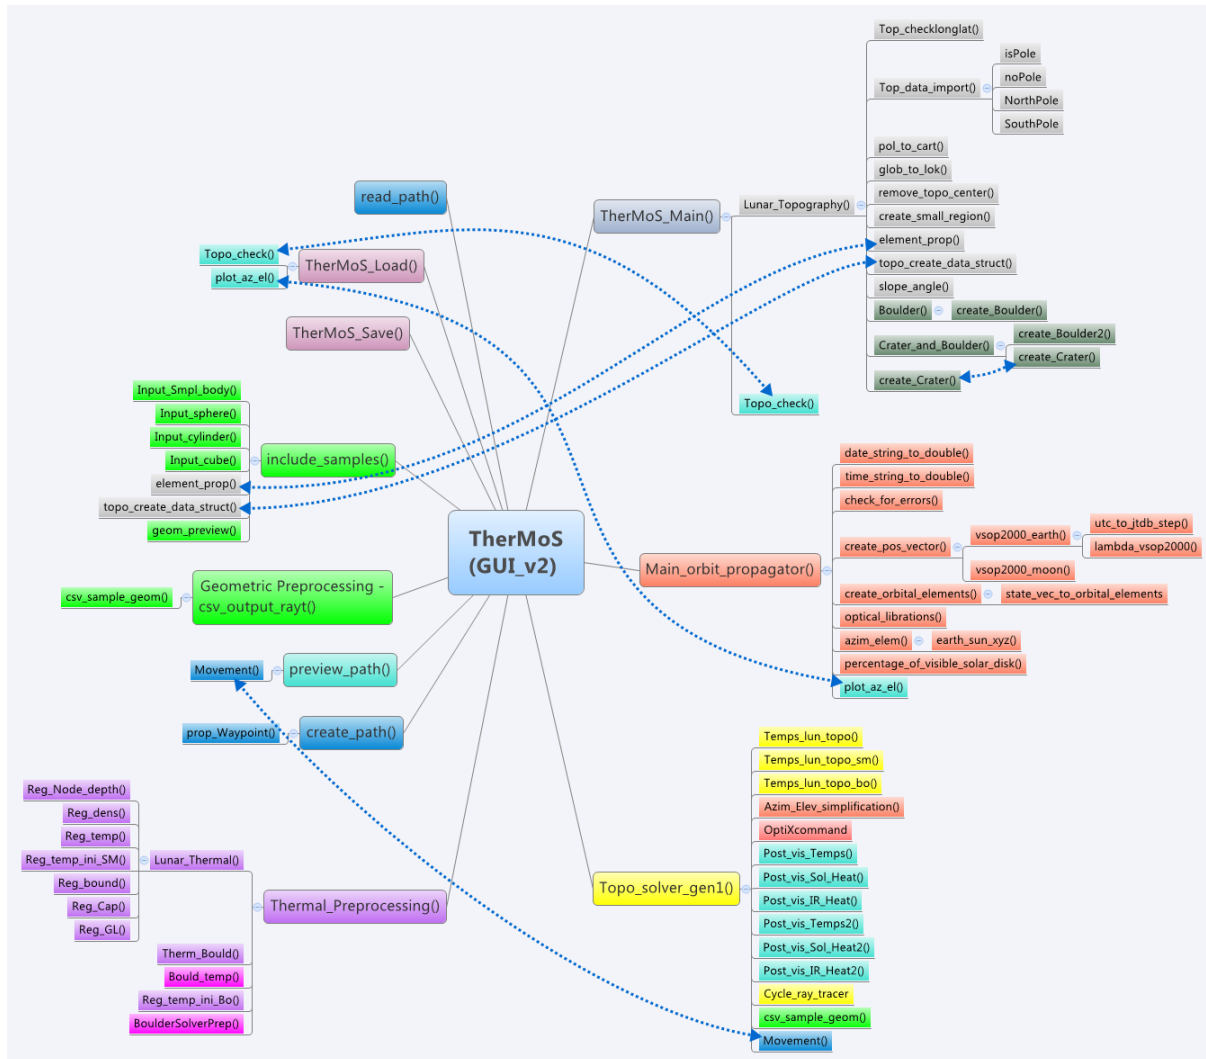 TherMoS
(GUI_v2)
read_path()
TherMoS_Load()
Topo_check()
plot_az_el()
TherMoS_Save()
include_samples()
Input_Smpl_body()
Input_sphere()
Input_cylinder()
Input_cube()
element_prop()
topo_create_data_struct()
geom_preview()
Geometric Preprocessing -
csv_output_rayt()
csv_sample_geom()
preview_path()
Movement()
create_path()
prop_Waypoint()
Thermal_Preprocessing()
Lunar_Thermal()
Reg_Node_depth()
Reg_dens()
Reg_temp()
Reg_temp_ini_SM()
Reg_bound()
Reg_Cap()
Reg_GL()
Therm_Bould()
Bould_temp()
Reg_temp_ini_Bo()
BoulderSolverPrep()
TherMoS_Main()
Lunar_Topography()
Top_checklonglat()
Top_data_import()
isPole
noPole
NorthPole
SouthPole
pol_to_cart()
glob_to_lok()
remove_topo_center()
create_small_region()
element_prop()
topo_create_data_struct()
slope_angle()
Boulder()
create_Boulder()
Crater_and_Boulder()
create_Boulder2()
create_Crater()
create_Crater()
Topo_check()
Main_orbit_propagator()
date_string_to_double()
time_string_to_double()
check_for_errors()
create_pos_vector()
vsop2000_earth()
utc_to_jtdb_step()
lambda_vsop2000()
vsop2000_moon()
create_orbital_elements()
state_vec_to_orbital_elements
optical_librations()
azim_elem()
earth_sun_xyz()
percentage_of_visible_solar_disk()
plot_az_el()
Topo_solver_gen1()
Temps_lun_topo()
Temps_lun_topo_sm()
Temps_lun_topo_bo()
Azim_Elev_simplification()
OptiXcommand
Post_vis_Temps()
Post_vis_Sol_Heat()
Post_vis_IR_Heat()
Post_vis_Temps2()
Post_vis_Sol_Heat2()
Post_vis_IR_Heat2()
Cycle_ray_tracer
csv_sample_geom()
Movement()